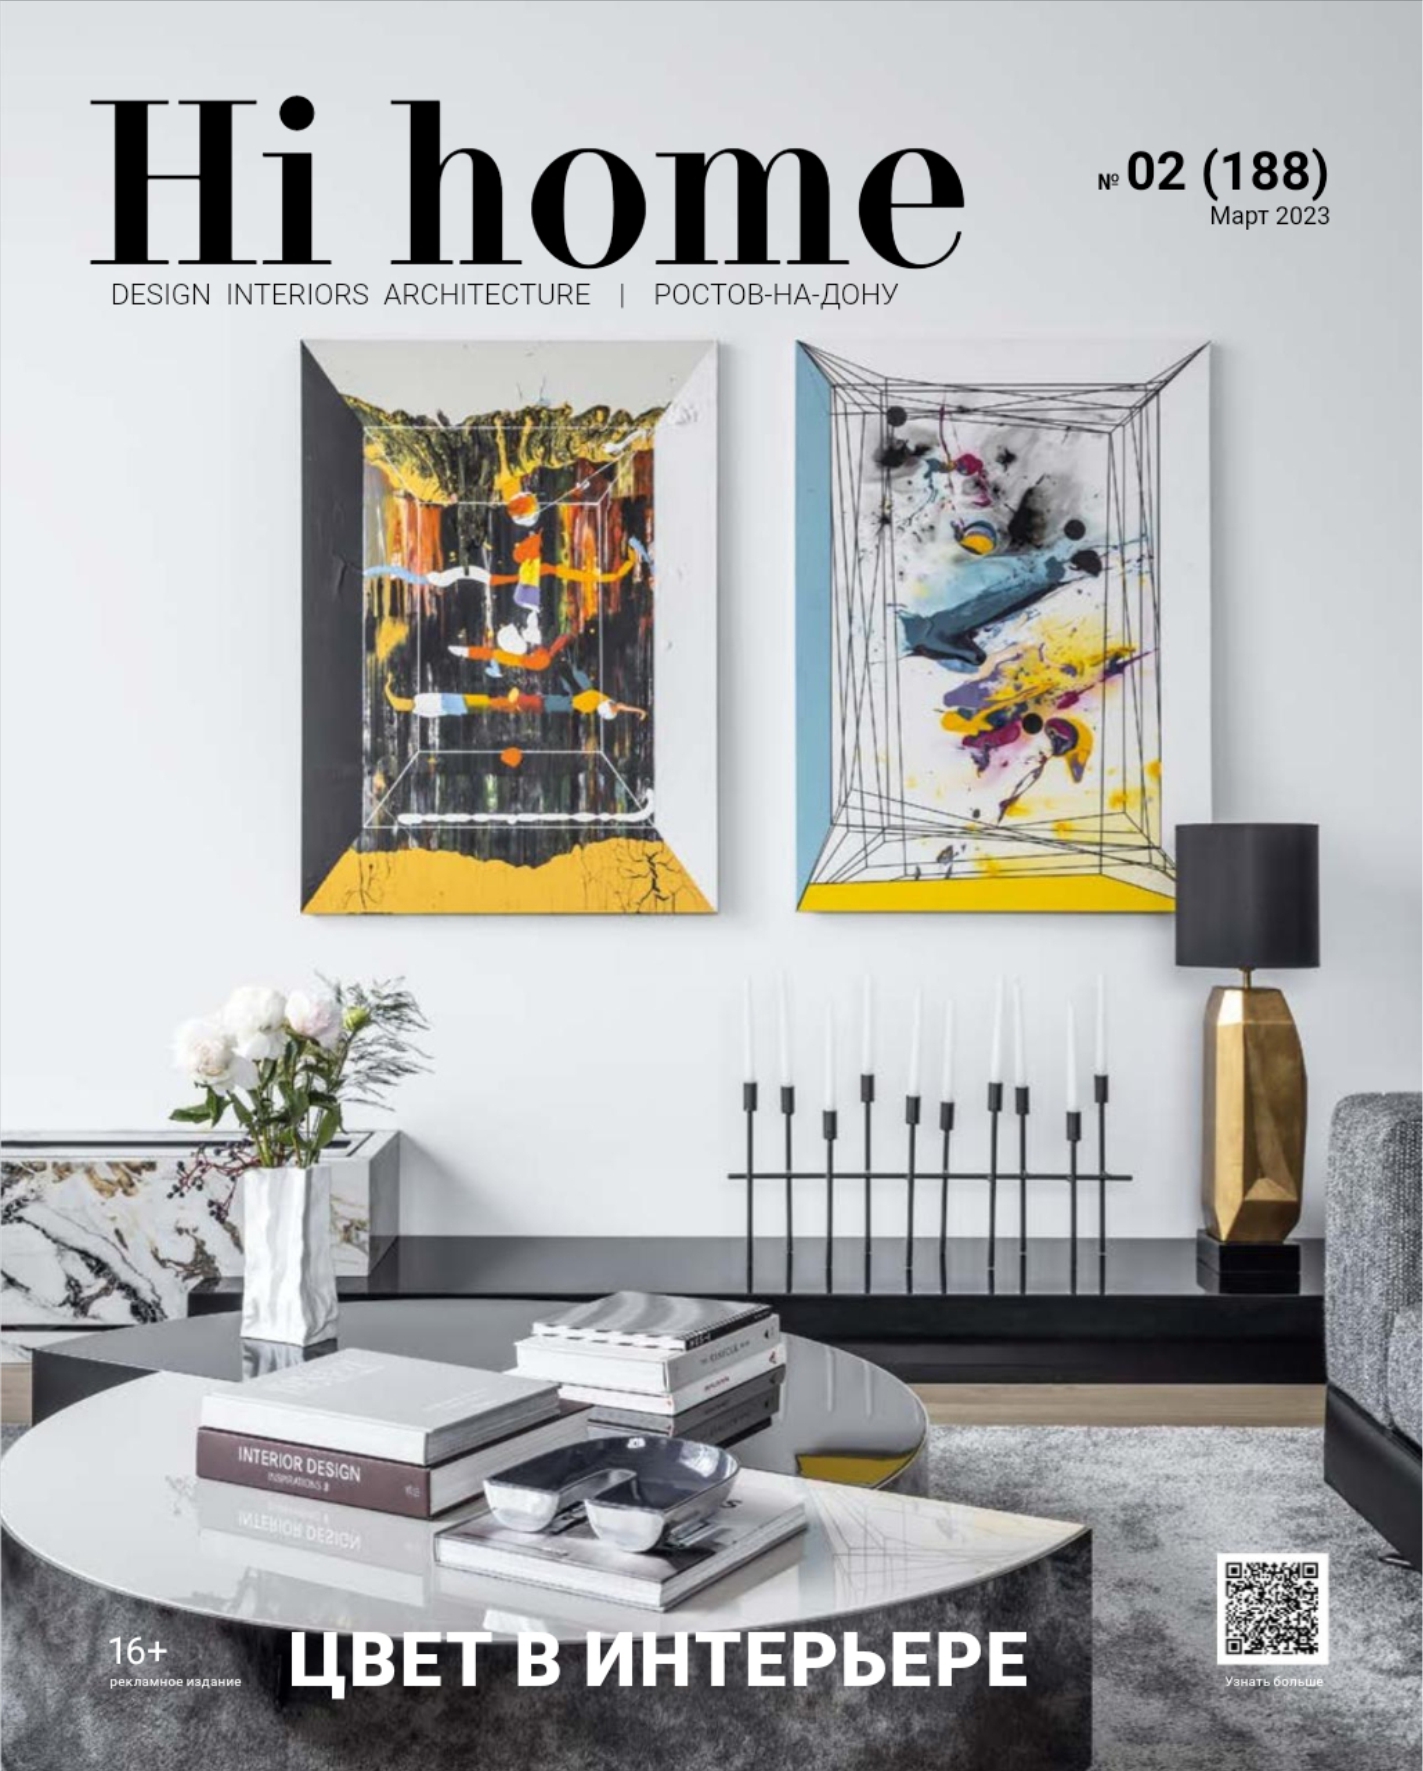 Hi home
№ 02 (188)
Март 2023
DESIGN INTERIORS ARCHITECTURE | РОСТОВ-НА-ДОНУ
INTERIOR DESIGN
INSPIRATIONS
16+
рекламное издание
ЦВЕТ В ИНТЕРЬЕРЕ
Узнать больше